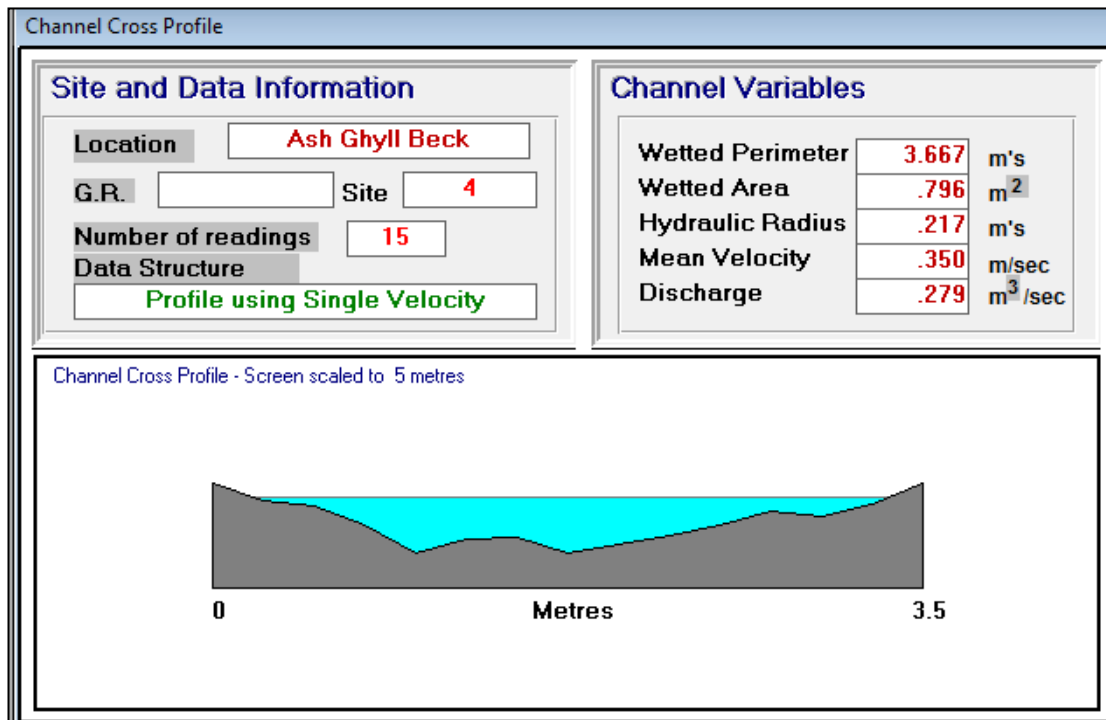 Channel Cross Profile
Site and Data Information
Location Ash Ghyll Beck
G.R. Site 4
Number of readings 15
Data Structure
Profile using Single Velocity
Channel Variables
Wetted Perimeter 3.667 m's
Wetted Area .796 m2
Hydraulic Radius .217 m's
Mean Velocity .350 m/sec
Discharge .279 m3/sec
Channel Cross Profile - Screen scaled to 5 metres
0 Metres 3.5